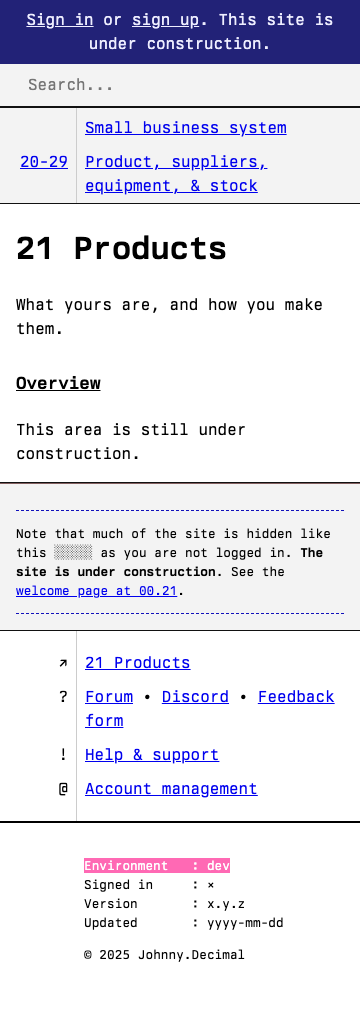 Sign in or sign up. This site is
under construction.
Search...
Small business system
20-29 Product, suppliers,
equipment, & stock
21 Products
What yours are, and how you make
them.
Overview
This area is still under
construction.
Note that much of the site is hidden like
this ░░░░░ as you are not logged in. The
site is under construction. See the
welcome page at 00.21.
↗ 21 Products
? Forum • Discord • Feedback
form
! Help & support
@ Account management
Environment : dev
Signed in : ×
Version : x.y.z
Updated : yyyy-mm-dd
© 2025 Johnny.Decimal